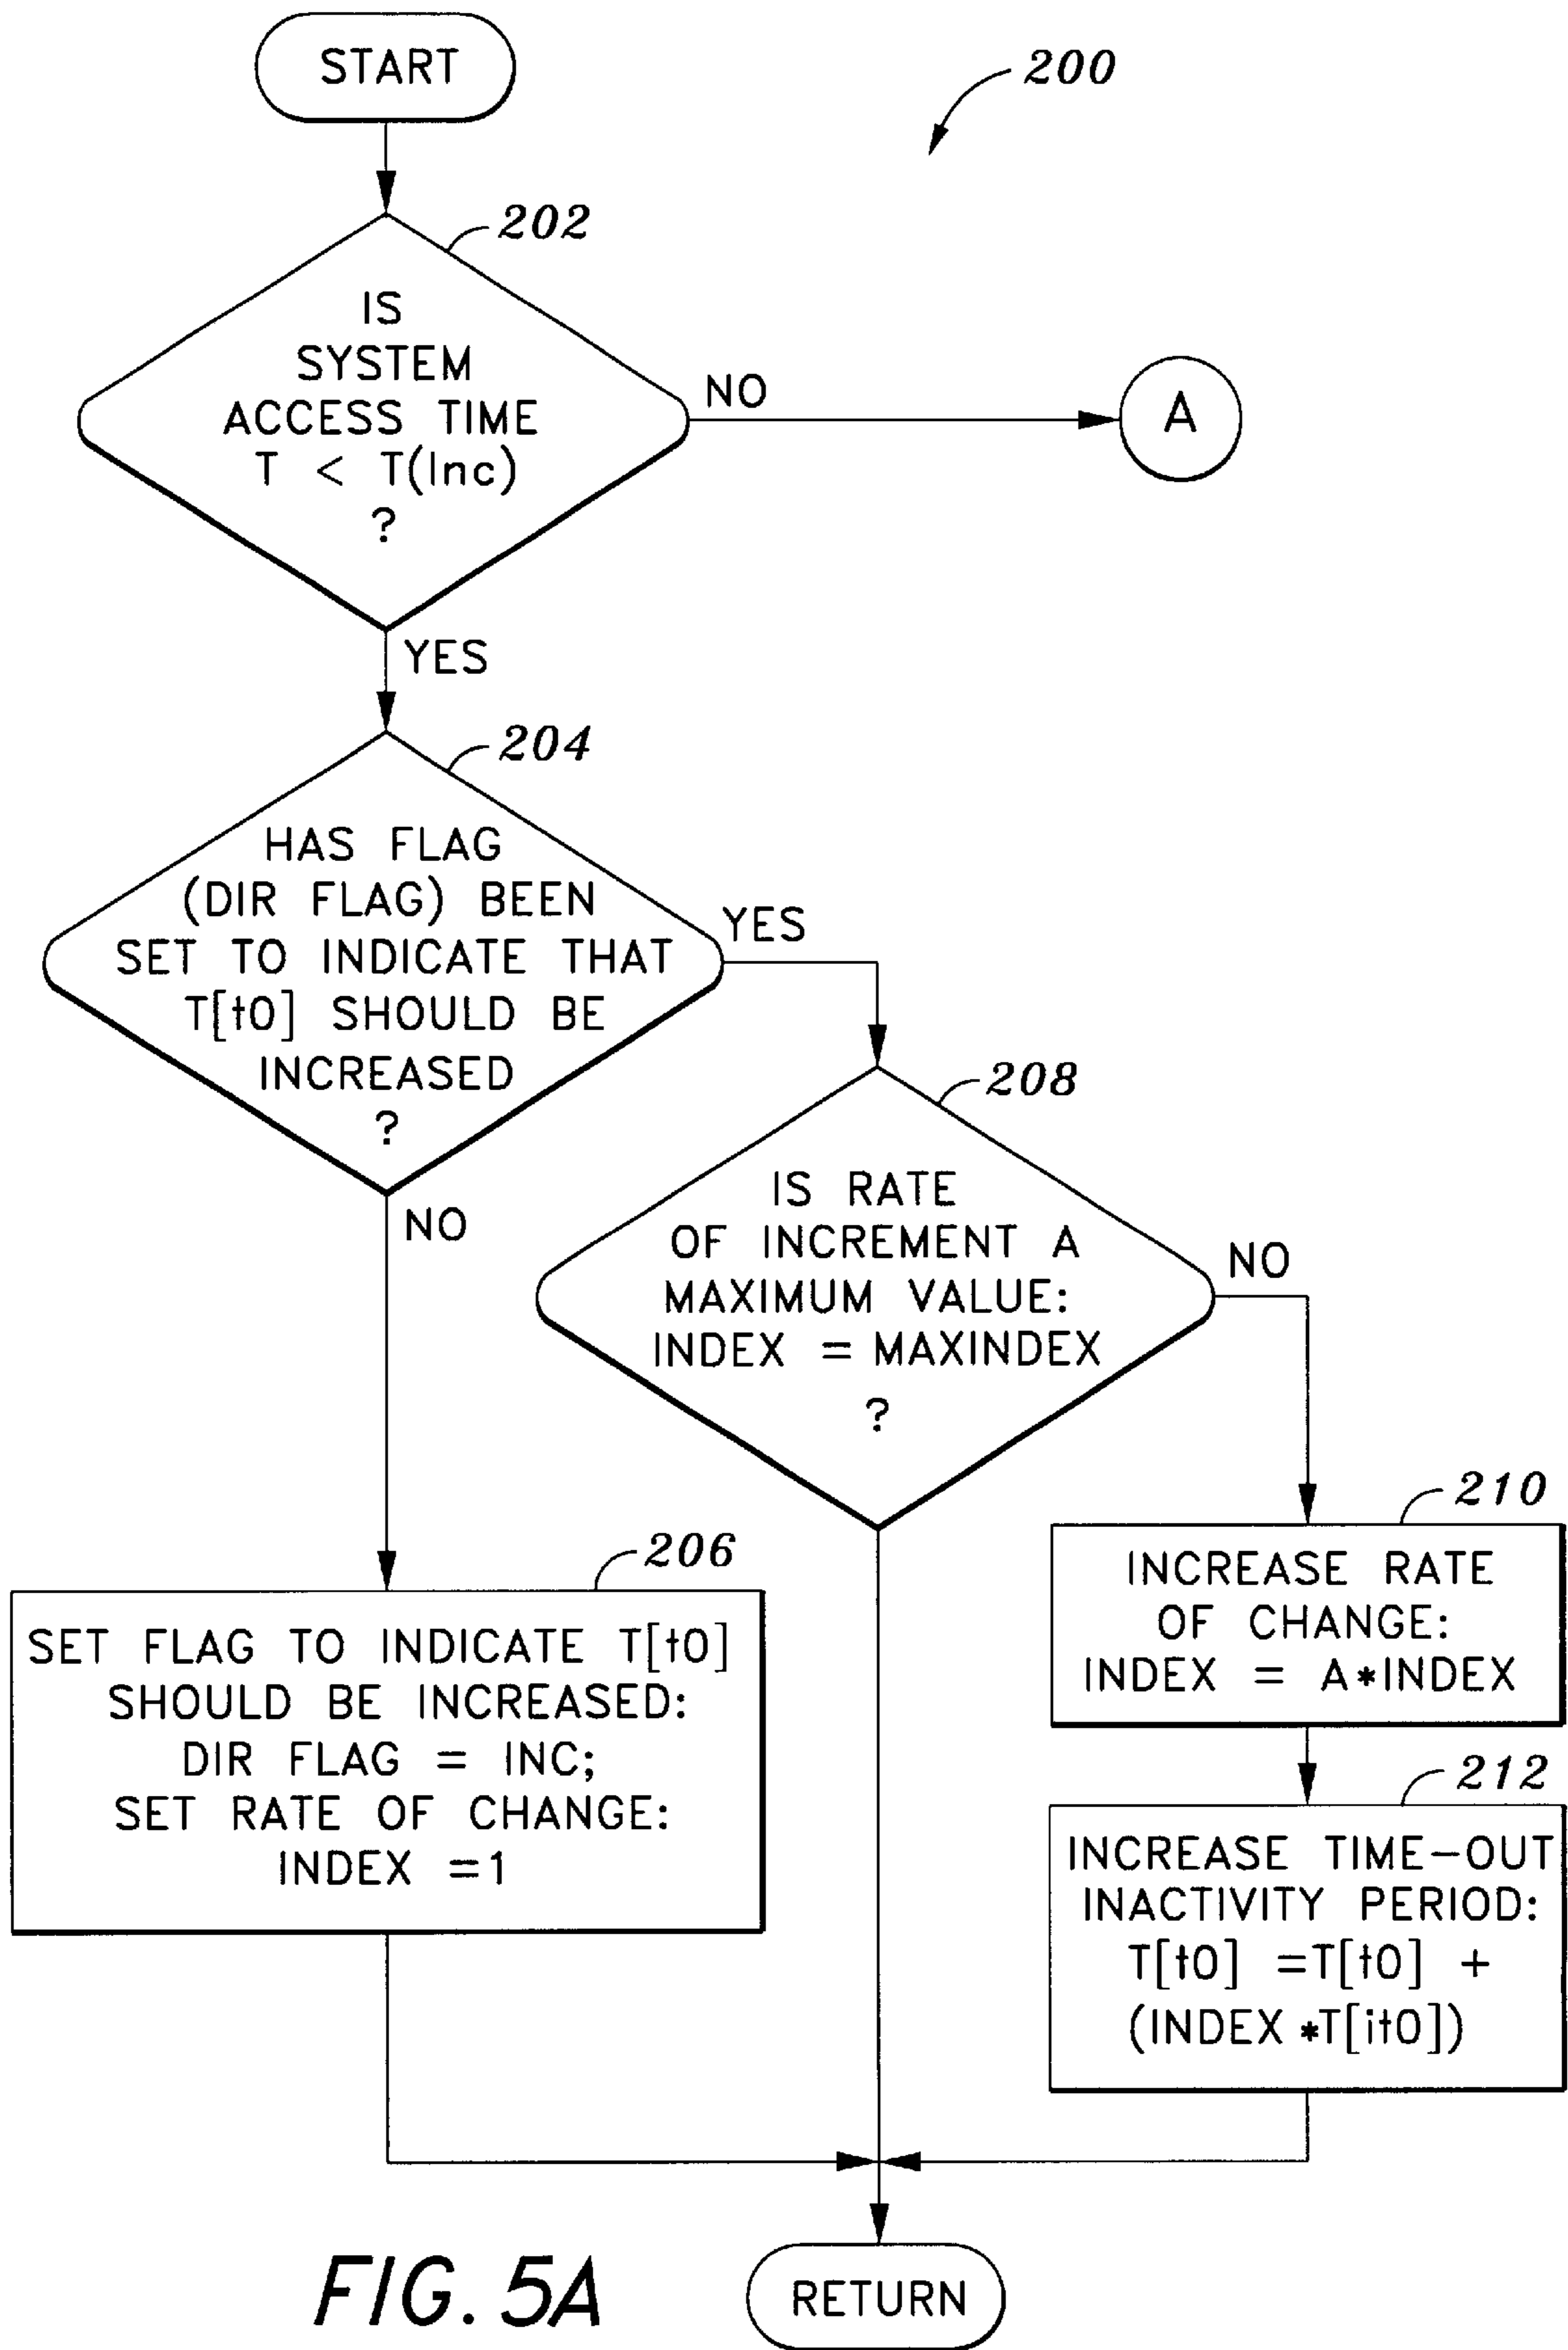 START
200
202
IS
SYSTEM
ACCESS TIME
T < T(Inc)
?
NO
A
YES
204
HAS FLAG
(DIR FLAG) BEEN
SET TO INDICATE THAT
T[t0] SHOULD BE
INCREASED
?
YES
NO
208
IS RATE
OF INCREMENT A
MAXIMUM VALUE:
INDEX = MAXINDEX
?
NO
206
SET FLAG TO INDICATE T[t0]
SHOULD BE INCREASED:
DIR FLAG = INC;
SET RATE OF CHANGE:
INDEX =1
210
INCREASE RATE
OF CHANGE:
INDEX = A*INDEX
212
INCREASE TIME-OUT
INACTIVITY PERIOD:
T[t0] =T[t0] +
(INDEX *T[it0])
RETURN
FIG. 5A